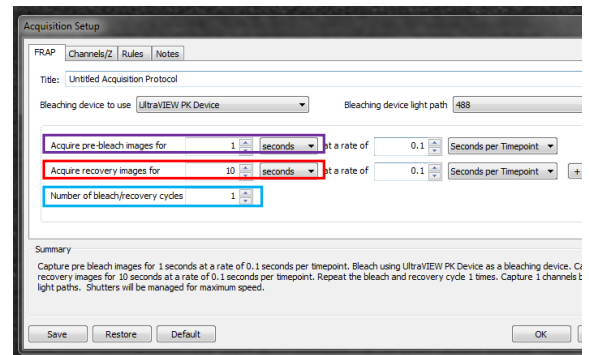 Acquisition Setup
FRAP Channels/Z Rules Notes
Title: Untitled Acquisition Protocol
Bleaching device to use UltraVIEW PK Device Bleaching device light path 488
Acquire pre-bleach images for 1 seconds at a rate of 0.1 Seconds per Timepoint
Acquire recovery images for 10 seconds at a rate of 0.1 Seconds per Timepoint +
Number of bleach/recovery cycles 1
Summary
Capture pre bleach images for 1 seconds at a rate of 0.1 seconds per timepoint. Bleach using UltraVIEW PK Device as a bleaching device.
recovery images for 10 seconds at a rate of 0.1 seconds per timepoint. Repeat the bleach and recovery cycle 1 times. Capture 1 channels
light paths. Shutters will be managed for maximum speed.
Save Restore Default OK